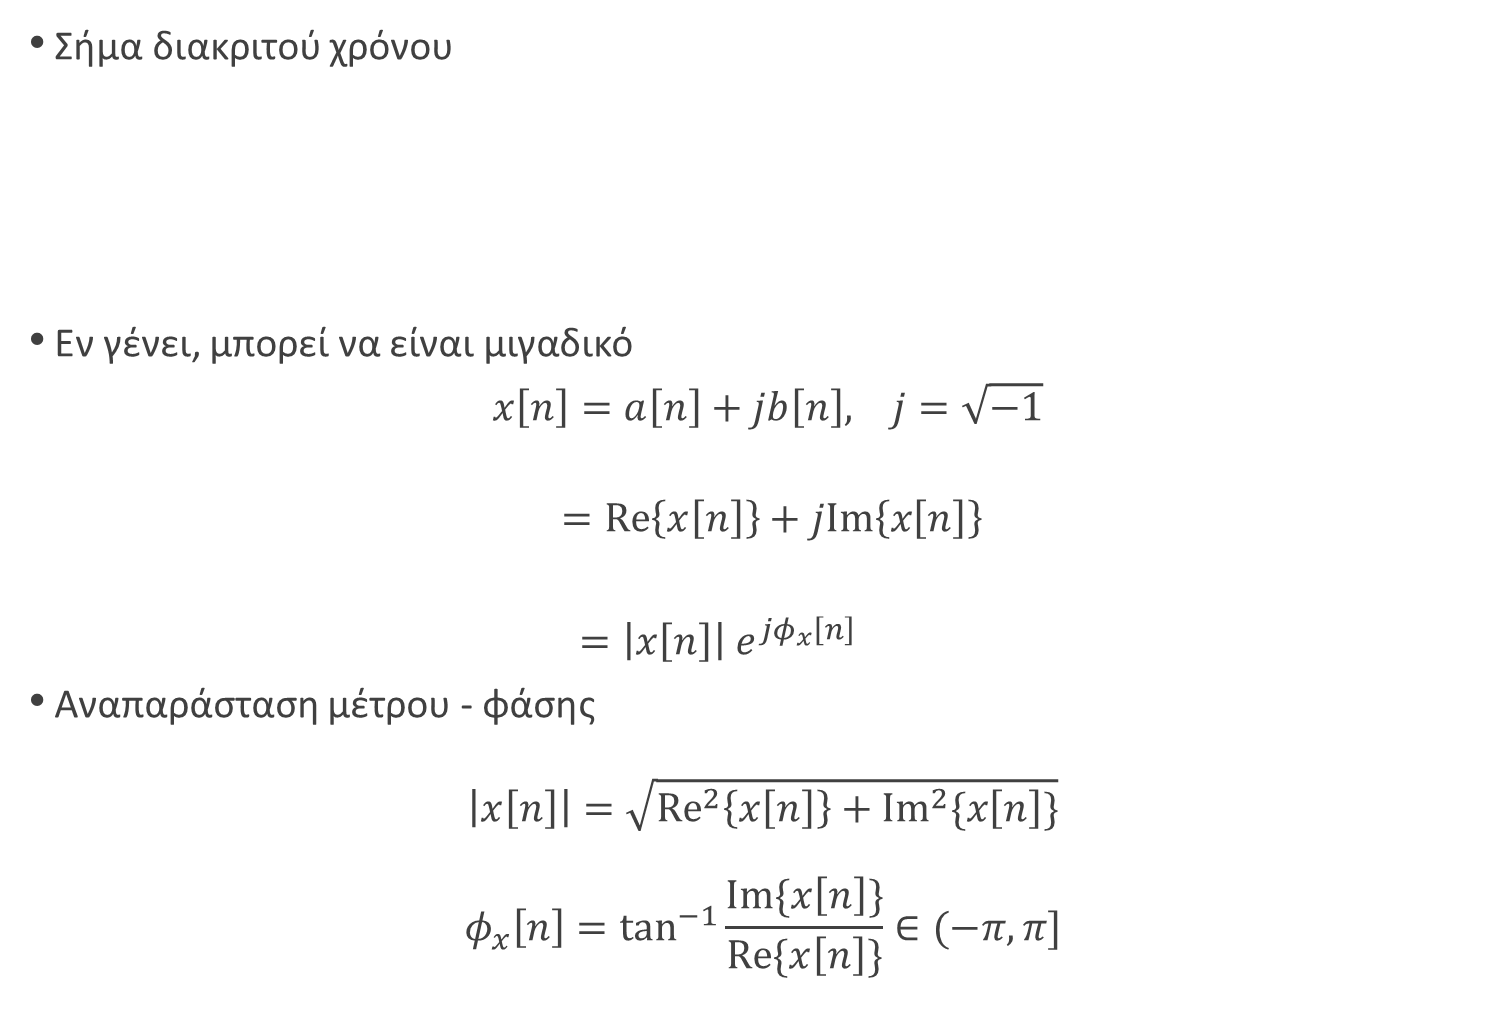 • Σήμα διακριτού χρόνου
• Εν γένει, μπορεί να είναι μιγαδικό
x[n] = a[n] + jb[n], j = √−1
= Re{x[n]} + jIm{x[n]}
= |x[n]| e^{jϕ_x[n]}
• Αναπαράσταση μέτρου - φάσης
|x[n]| = √(Re²{x[n]} + Im²{x[n]})
ϕ_x[n] = tan⁻¹ Im{x[n]}/Re{x[n]} ∈ (−π, π]